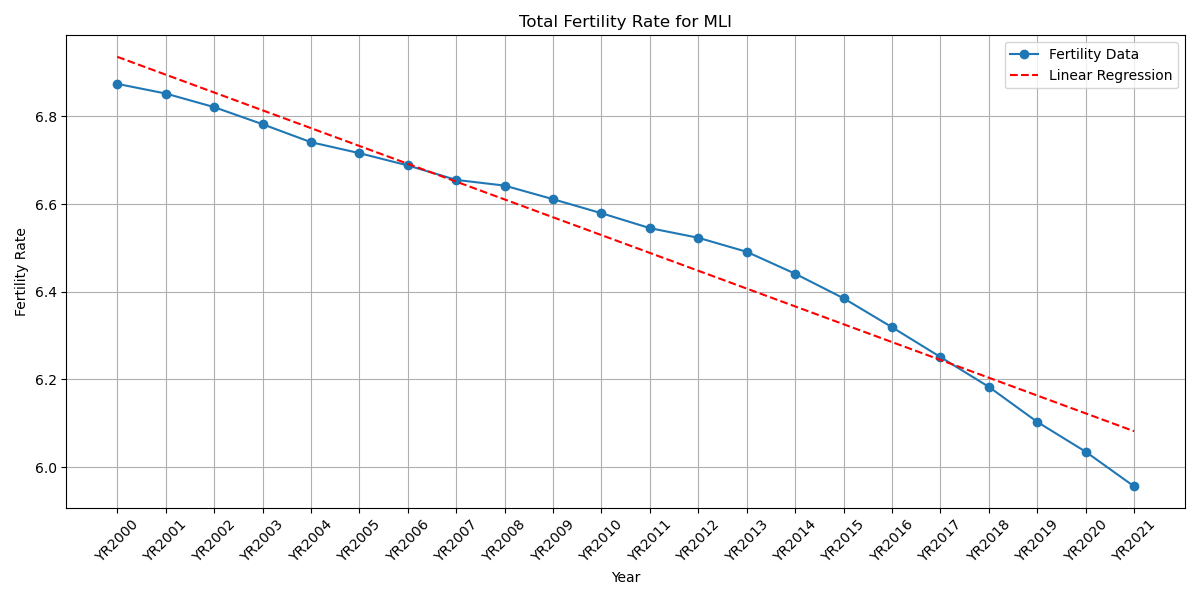 Total Fertility Rate for MLI
Fertility Data
Linear Regression
Fertility Rate
6.8
6.6
6.4
6.2
6.0
YR2000
YR2001
YR2002
YR2003
YR2004
YR2005
YR2006
YR2007
YR2008
YR2009
YR2010
YR2011
YR2012
YR2013
YR2014
YR2015
YR2016
YR2017
YR2018
YR2019
YR2020
YR2021
Year